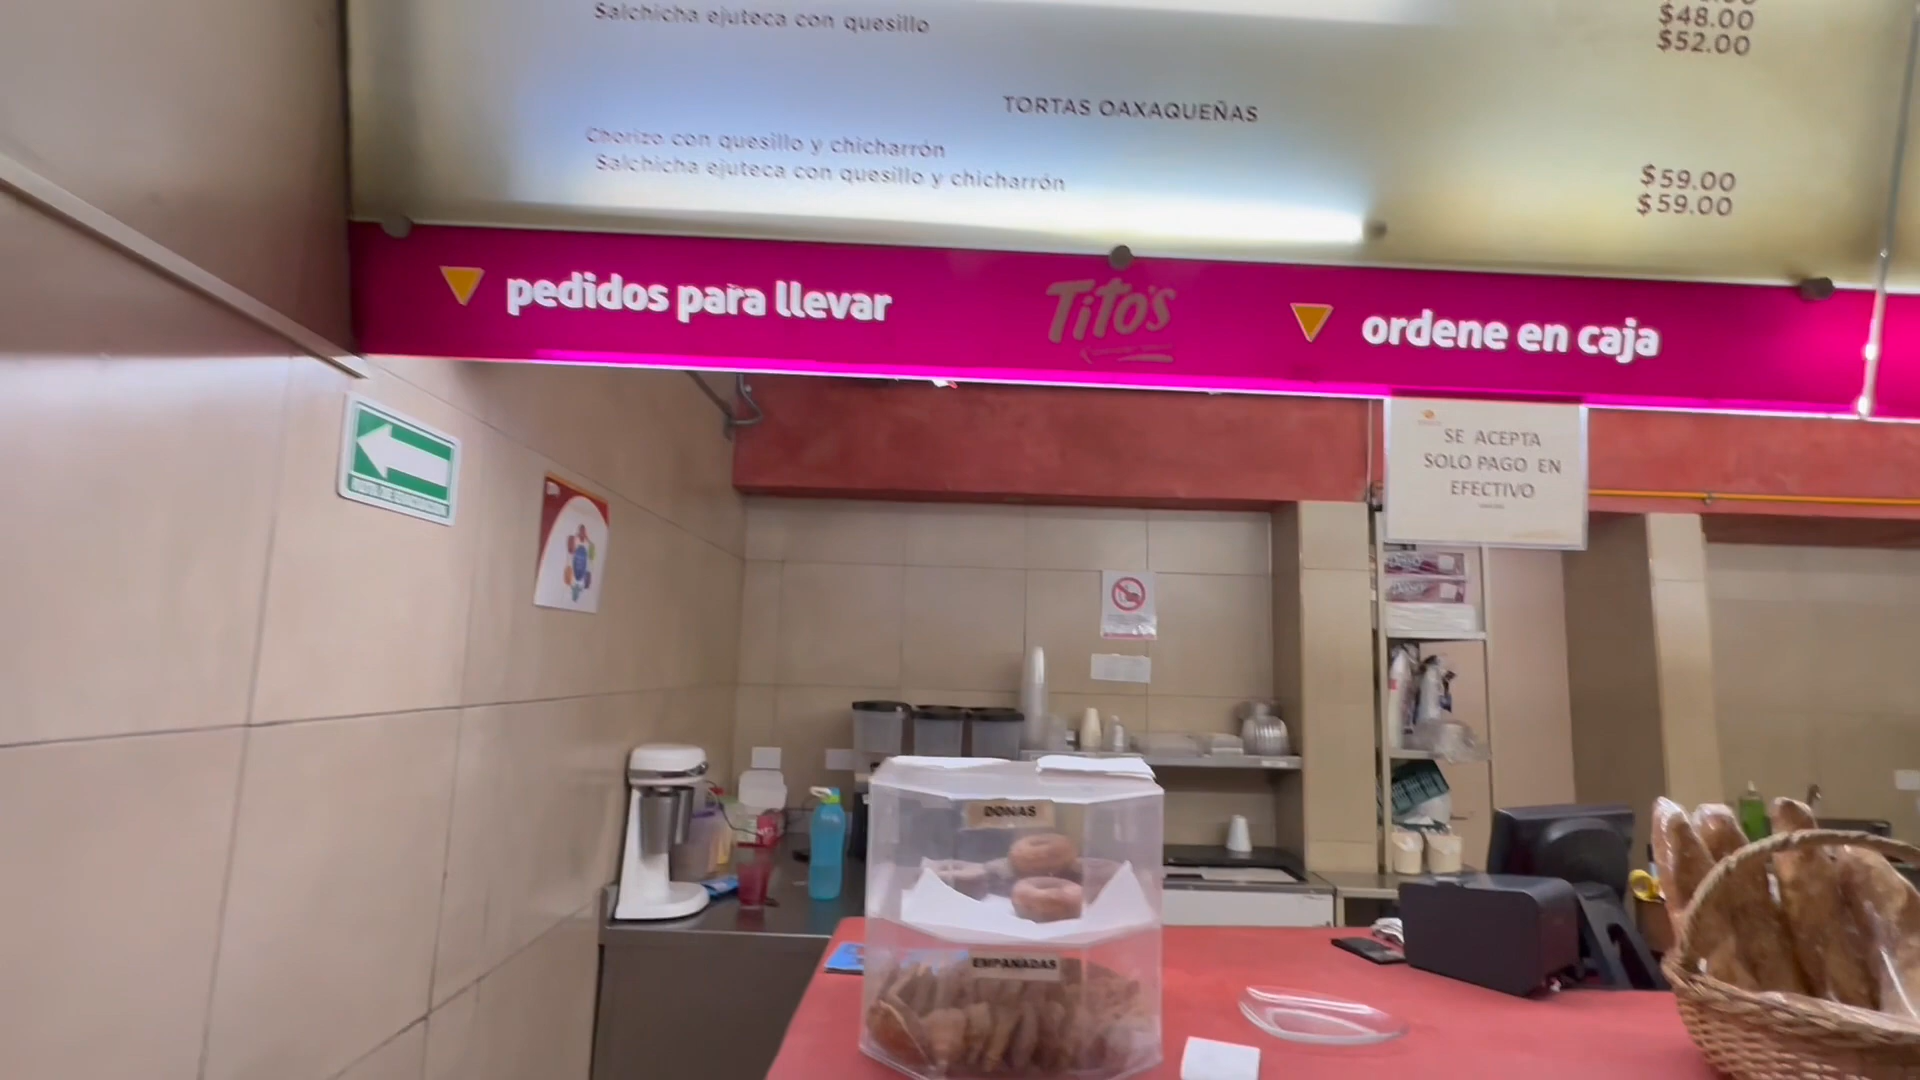 Salchicha ejuteca con quesillo
$48.00
$52.00
TORTAS OAXAQUEÑAS
Chorizo con quesillo y chicharrón
$59.00
Salchicha ejuteca con quesillo y chicharrón
$59.00
pedidos para llevar
Tito's
ordene en caja
SE ACEPTA
SOLO PAGO EN
EFECTIVO
DONAS
EMPANADAS